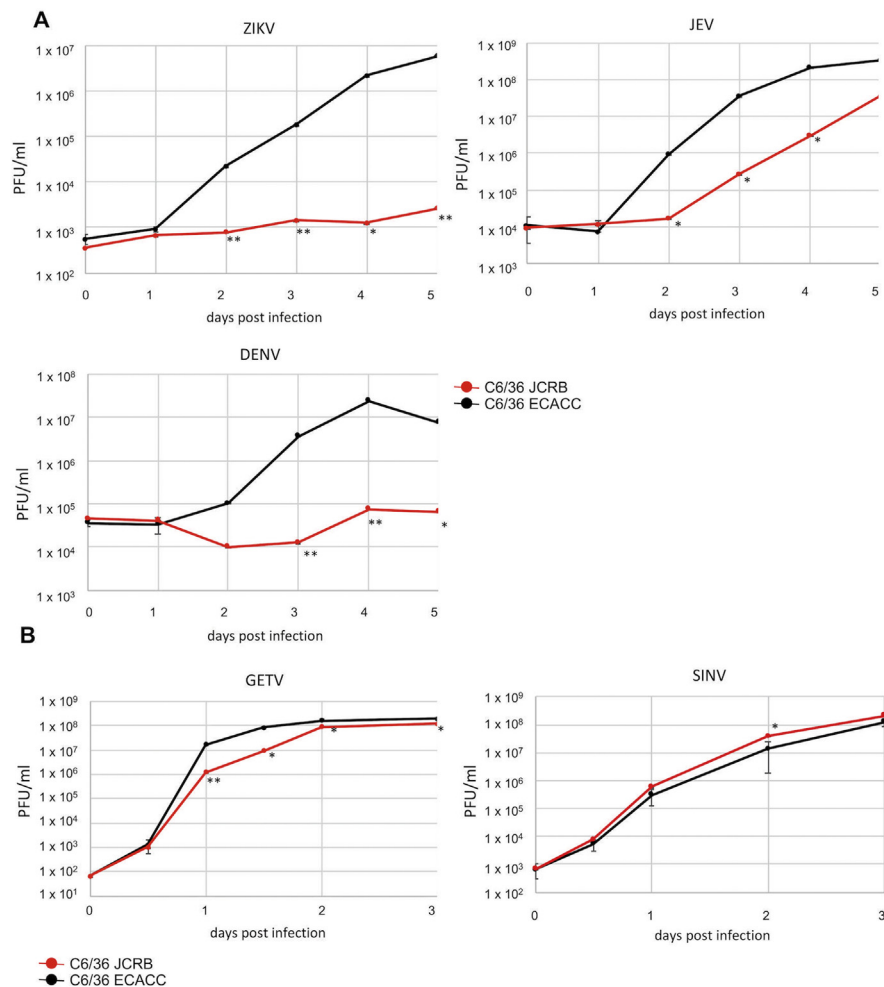 A
ZIKV
1 x 10⁷
1 x 10⁶
1 x 10⁵
1 x 10⁴
1 x 10³
1 x 10²
PFU/ml
** ** * **
0 1 2 3 4 5
days post infection
JEV
1 x 10⁹
1 x 10⁸
1 x 10⁷
1 x 10⁶
1 x 10⁵
1 x 10⁴
1 x 10³
PFU/ml
* * *
0 1 2 3 4 5
days post infection
DENV
1 x 10⁸
1 x 10⁷
1 x 10⁶
1 x 10⁵
1 x 10⁴
1 x 10³
PFU/ml
** ** *
0 1 2 3 4 5
days post infection
C6/36 JCRB
C6/36 ECACC
B
GETV
1 x 10⁹
1 x 10⁸
1 x 10⁷
1 x 10⁶
1 x 10⁵
1 x 10⁴
1 x 10³
1 x 10²
1 x 10¹
PFU/ml
** * * *
0 1 2 3
days post infection
SINV
1 x 10⁹
1 x 10⁸
1 x 10⁷
1 x 10⁶
1 x 10⁵
1 x 10⁴
1 x 10³
1 x 10²
PFU/ml
*
0 1 2 3
days post infection
C6/36 JCRB
C6/36 ECACC